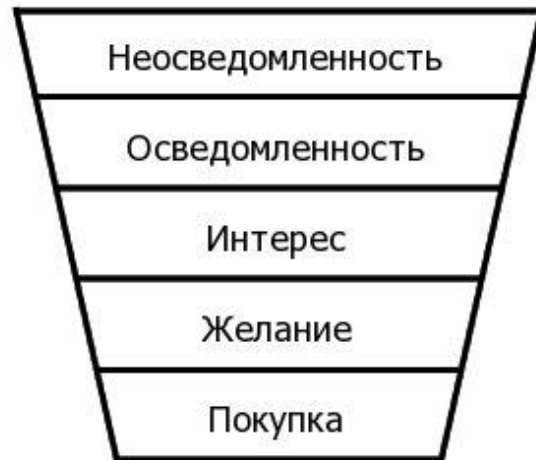 Неосведомленность
Осведомленность
Интерес
Желание
Покупка